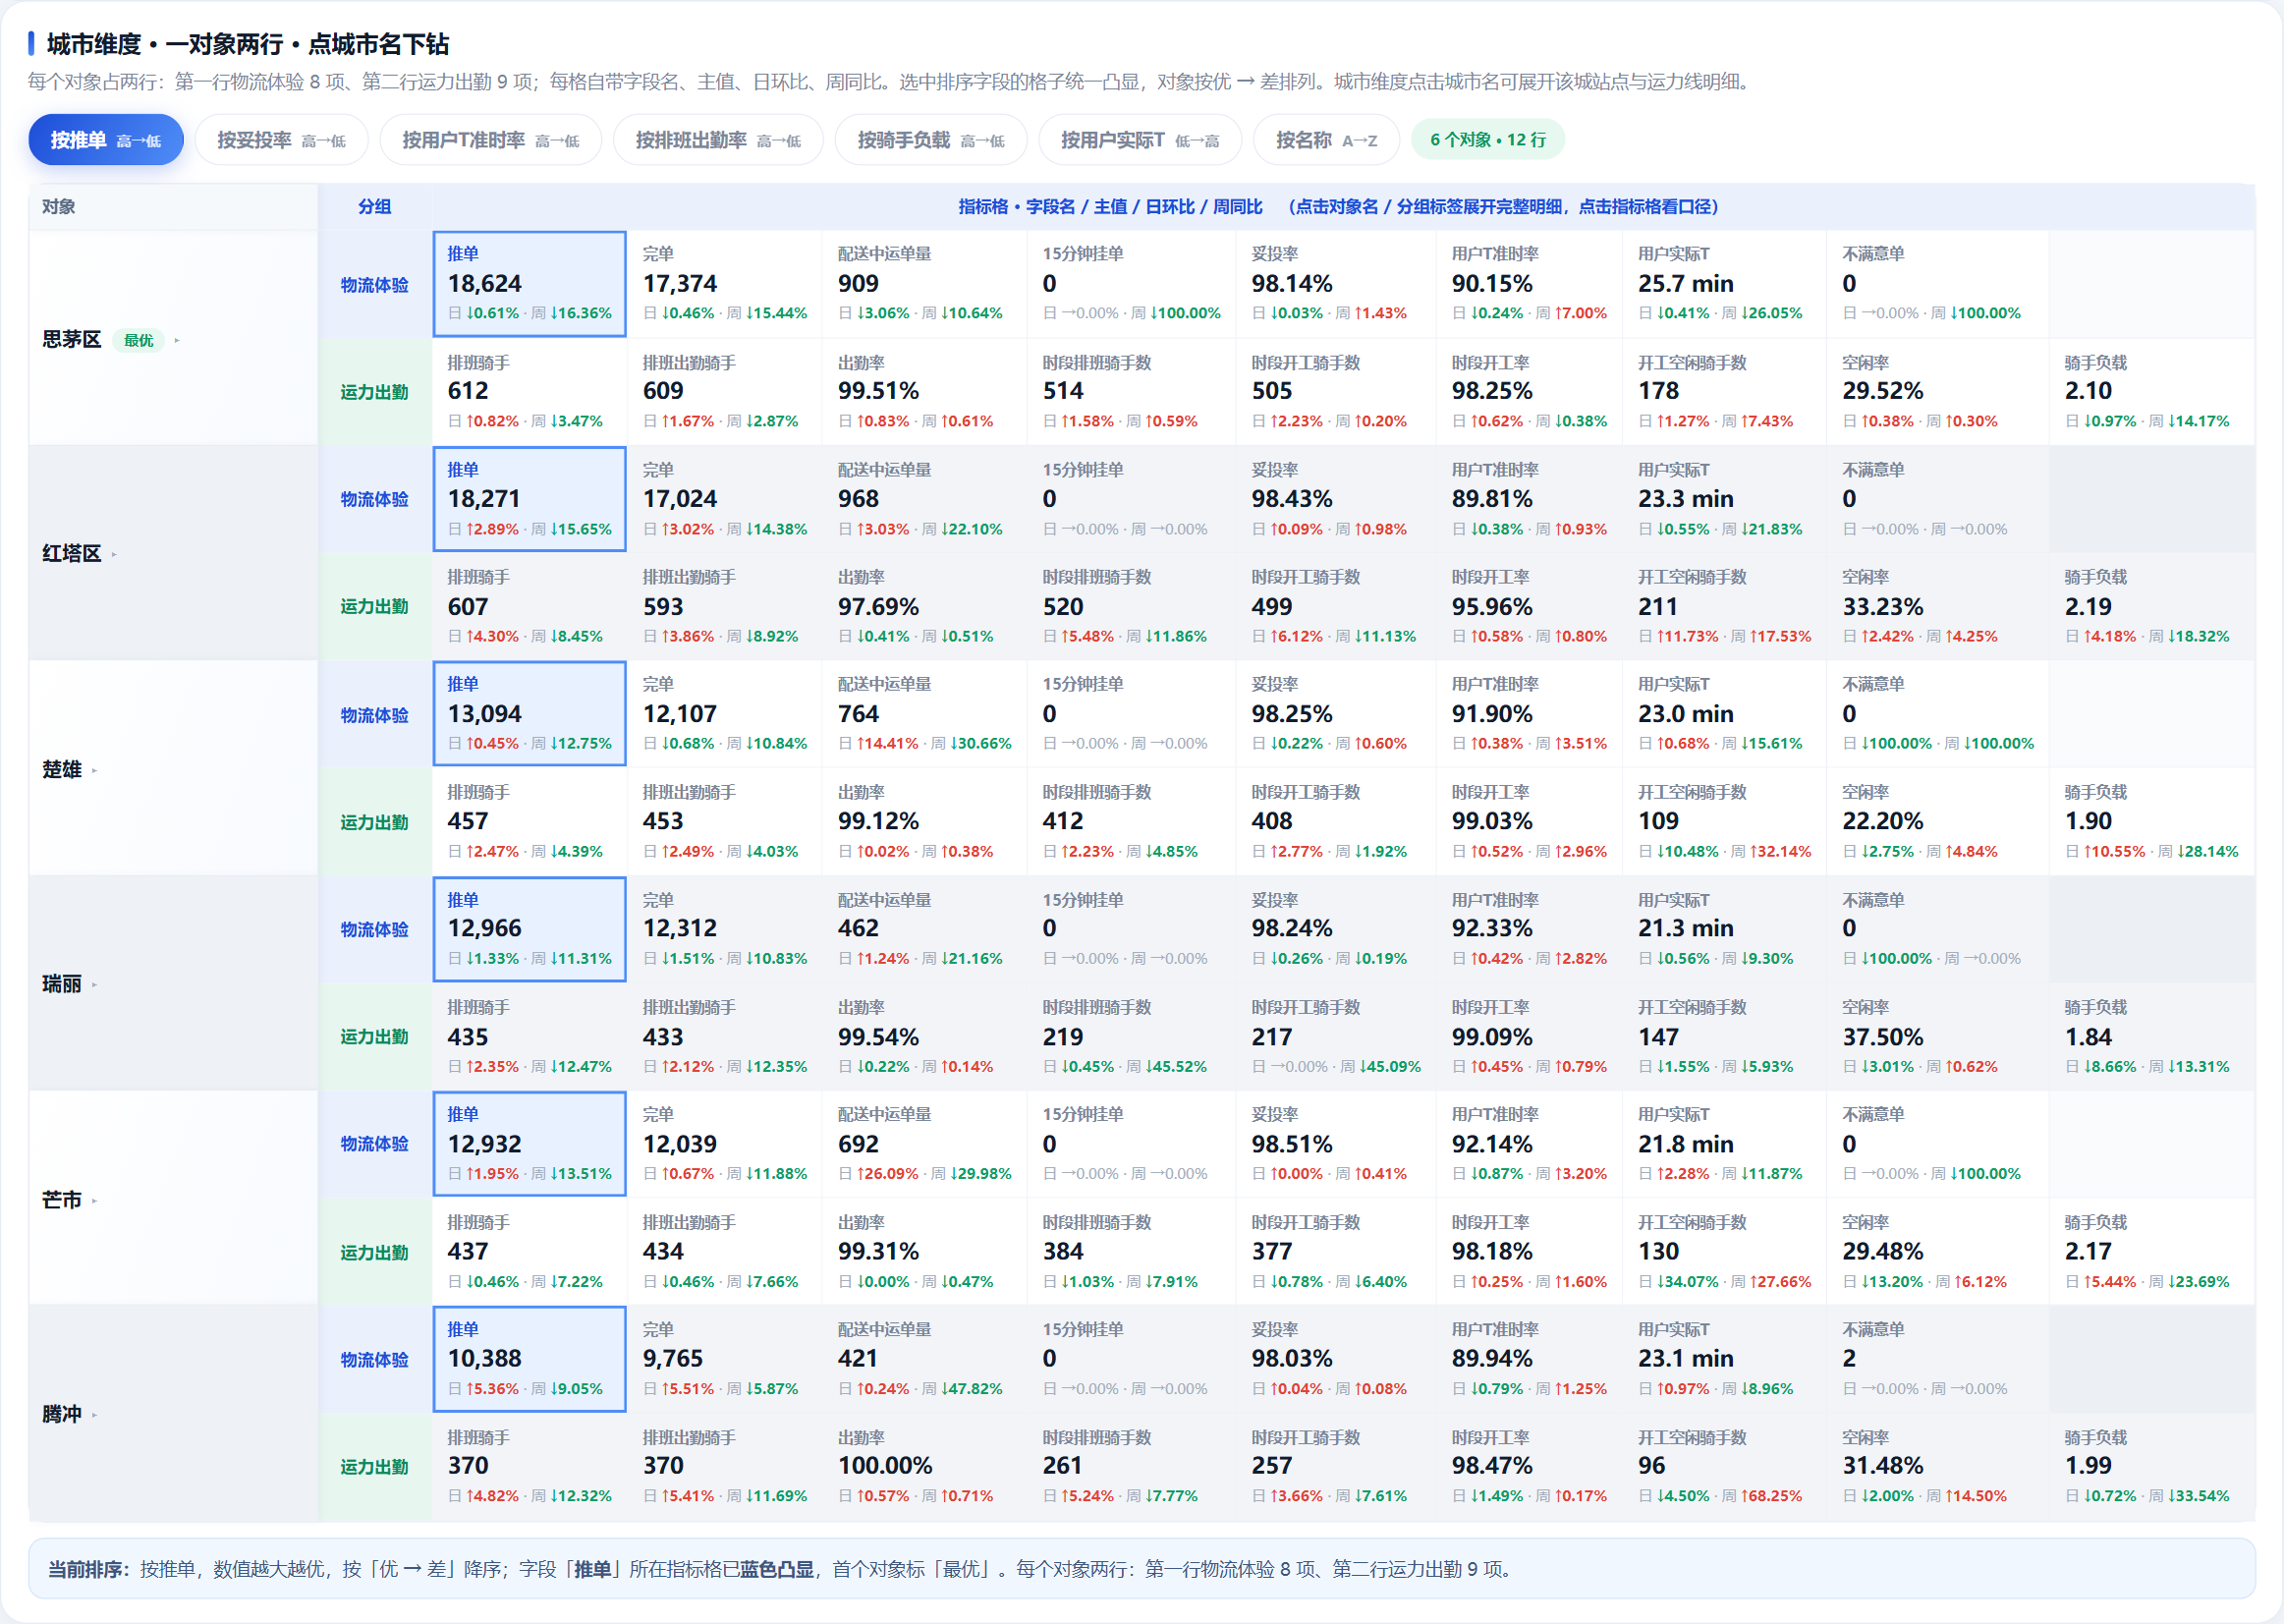 城市维度 • 一对象两行 • 点城市名下钻
每个对象占两行：第一行物流体验 8 项、第二行运力出勤 9 项；每格自带字段名、主值、日环比、周同比。选中排序字段的格子统一凸显，对象按优 → 差排列。城市维度点击城市名可展开该城站点与运力线明细。
按推单 高→低 按妥投率 高→低 按用户T准时率 高→低 按排班出勤率 高→低 按骑手负载 高→低 按用户实际T 低→高 按名称 A→Z 6 个对象 • 12 行
对象 分组 指标格 • 字段名 / 主值 / 日环比 / 周同比 （点击对象名 / 分组标签展开完整明细，点击指标格看口径）
思茅区 最优 ▸
物流体验
推单 完单 配送中运单量 15分钟挂单 妥投率 用户T准时率 用户实际T 不满意单
18,624 17,374 909 0 98.14% 90.15% 25.7 min 0
日 ↓0.61% · 周 ↓16.36% 日 ↓0.46% · 周 ↓15.44% 日 ↓3.06% · 周 ↓10.64% 日 →0.00% · 周 ↓100.00% 日 ↓0.03% · 周 ↑1.43% 日 ↓0.24% · 周 ↑7.00% 日 ↓0.41% · 周 ↓26.05% 日 →0.00% · 周 ↓100.00%
运力出勤
排班骑手 排班出勤骑手 出勤率 时段排班骑手数 时段开工骑手数 时段开工率 开工空闲骑手数 空闲率 骑手负载
612 609 99.51% 514 505 98.25% 178 29.52% 2.10
日 ↑0.82% · 周 ↓3.47% 日 ↑1.67% · 周 ↓2.87% 日 ↑0.83% · 周 ↑0.61% 日 ↑1.58% · 周 ↑0.59% 日 ↑2.23% · 周 ↑0.20% 日 ↑0.62% · 周 ↓0.38% 日 ↑1.27% · 周 ↑7.43% 日 ↑0.38% · 周 ↑0.30% 日 ↓0.97% · 周 ↓14.17%
红塔区 ▸
物流体验
推单 完单 配送中运单量 15分钟挂单 妥投率 用户T准时率 用户实际T 不满意单
18,271 17,024 968 0 98.43% 89.81% 23.3 min 0
日 ↑2.89% · 周 ↓15.65% 日 ↑3.02% · 周 ↓14.38% 日 ↑3.03% · 周 ↓22.10% 日 →0.00% · 周 →0.00% 日 ↑0.09% · 周 ↑0.98% 日 ↓0.38% · 周 ↑0.93% 日 ↓0.55% · 周 ↓21.83% 日 →0.00% · 周 →0.00%
运力出勤
排班骑手 排班出勤骑手 出勤率 时段排班骑手数 时段开工骑手数 时段开工率 开工空闲骑手数 空闲率 骑手负载
607 593 97.69% 520 499 95.96% 211 33.23% 2.19
日 ↑4.30% · 周 ↓8.45% 日 ↑3.86% · 周 ↓8.92% 日 ↓0.41% · 周 ↓0.51% 日 ↑5.48% · 周 ↓11.86% 日 ↑6.12% · 周 ↓11.13% 日 ↑0.58% · 周 ↑0.80% 日 ↑11.73% · 周 ↑17.53% 日 ↑2.42% · 周 ↑4.25% 日 ↑4.18% · 周 ↓18.32%
楚雄 ▸
物流体验
推单 完单 配送中运单量 15分钟挂单 妥投率 用户T准时率 用户实际T 不满意单
13,094 12,107 764 0 98.25% 91.90% 23.0 min 0
日 ↑0.45% · 周 ↓12.75% 日 ↓0.68% · 周 ↓10.84% 日 ↑14.41% · 周 ↓30.66% 日 →0.00% · 周 →0.00% 日 ↓0.22% · 周 ↑0.60% 日 ↑0.38% · 周 ↑3.51% 日 ↑0.68% · 周 ↓15.61% 日 ↓100.00% · 周 ↓100.00%
运力出勤
排班骑手 排班出勤骑手 出勤率 时段排班骑手数 时段开工骑手数 时段开工率 开工空闲骑手数 空闲率 骑手负载
457 453 99.12% 412 408 99.03% 109 22.20% 1.90
日 ↑2.47% · 周 ↓4.39% 日 ↑2.49% · 周 ↓4.03% 日 ↑0.02% · 周 ↑0.38% 日 ↑2.23% · 周 ↓4.85% 日 ↑2.77% · 周 ↓1.92% 日 ↑0.52% · 周 ↑2.96% 日 ↓10.48% · 周 ↑32.14% 日 ↓2.75% · 周 ↑4.84% 日 ↑10.55% · 周 ↓28.14%
瑞丽 ▸
物流体验
推单 完单 配送中运单量 15分钟挂单 妥投率 用户T准时率 用户实际T 不满意单
12,966 12,312 462 0 98.24% 92.33% 21.3 min 0
日 ↓1.33% · 周 ↓11.31% 日 ↓1.51% · 周 ↓10.83% 日 ↑1.24% · 周 ↓21.16% 日 →0.00% · 周 →0.00% 日 ↓0.26% · 周 ↓0.19% 日 ↑0.42% · 周 ↑2.82% 日 ↓0.56% · 周 ↓9.30% 日 ↓100.00% · 周 →0.00%
运力出勤
排班骑手 排班出勤骑手 出勤率 时段排班骑手数 时段开工骑手数 时段开工率 开工空闲骑手数 空闲率 骑手负载
435 433 99.54% 219 217 99.09% 147 37.50% 1.84
日 ↑2.35% · 周 ↓12.47% 日 ↑2.12% · 周 ↓12.35% 日 ↓0.22% · 周 ↑0.14% 日 ↓0.45% · 周 ↓45.52% 日 →0.00% · 周 ↓45.09% 日 ↑0.45% · 周 ↑0.79% 日 ↓1.55% · 周 ↓5.93% 日 ↓3.01% · 周 ↑0.62% 日 ↓8.66% · 周 ↓13.31%
芒市 ▸
物流体验
推单 完单 配送中运单量 15分钟挂单 妥投率 用户T准时率 用户实际T 不满意单
12,932 12,039 692 0 98.51% 92.14% 21.8 min 0
日 ↑1.95% · 周 ↓13.51% 日 ↑0.67% · 周 ↓11.88% 日 ↑26.09% · 周 ↓29.98% 日 →0.00% · 周 →0.00% 日 ↑0.00% · 周 ↑0.41% 日 ↓0.87% · 周 ↑3.20% 日 ↑2.28% · 周 ↓11.87% 日 →0.00% · 周 ↓100.00%
运力出勤
排班骑手 排班出勤骑手 出勤率 时段排班骑手数 时段开工骑手数 时段开工率 开工空闲骑手数 空闲率 骑手负载
437 434 99.31% 384 377 98.18% 130 29.48% 2.17
日 ↓0.46% · 周 ↓7.22% 日 ↓0.46% · 周 ↓7.66% 日 ↓0.00% · 周 ↓0.47% 日 ↓1.03% · 周 ↓7.91% 日 ↓0.78% · 周 ↓6.40% 日 ↑0.25% · 周 ↑1.60% 日 ↓34.07% · 周 ↑27.66% 日 ↓13.20% · 周 ↑6.12% 日 ↑5.44% · 周 ↓23.69%
腾冲 ▸
物流体验
推单 完单 配送中运单量 15分钟挂单 妥投率 用户T准时率 用户实际T 不满意单
10,388 9,765 421 0 98.03% 89.94% 23.1 min 2
日 ↑5.36% · 周 ↓9.05% 日 ↑5.51% · 周 ↓5.87% 日 ↑0.24% · 周 ↓47.82% 日 →0.00% · 周 →0.00% 日 ↑0.04% · 周 ↑0.08% 日 ↓0.79% · 周 ↑1.25% 日 ↑0.97% · 周 ↓8.96% 日 →0.00% · 周 →0.00%
运力出勤
排班骑手 排班出勤骑手 出勤率 时段排班骑手数 时段开工骑手数 时段开工率 开工空闲骑手数 空闲率 骑手负载
370 370 100.00% 261 257 98.47% 96 31.48% 1.99
日 ↑4.82% · 周 ↓12.32% 日 ↑5.41% · 周 ↓11.69% 日 ↑0.57% · 周 ↑0.71% 日 ↑5.24% · 周 ↓7.77% 日 ↑3.66% · 周 ↓7.61% 日 ↓1.49% · 周 ↑0.17% 日 ↓4.50% · 周 ↑68.25% 日 ↓2.00% · 周 ↑14.50% 日 ↓0.72% · 周 ↓33.54%
当前排序：按推单，数值越大越优，按「优 → 差」降序；字段「推单」所在指标格已蓝色凸显，首个对象标「最优」。每个对象两行：第一行物流体验 8 项、第二行运力出勤 9 项。